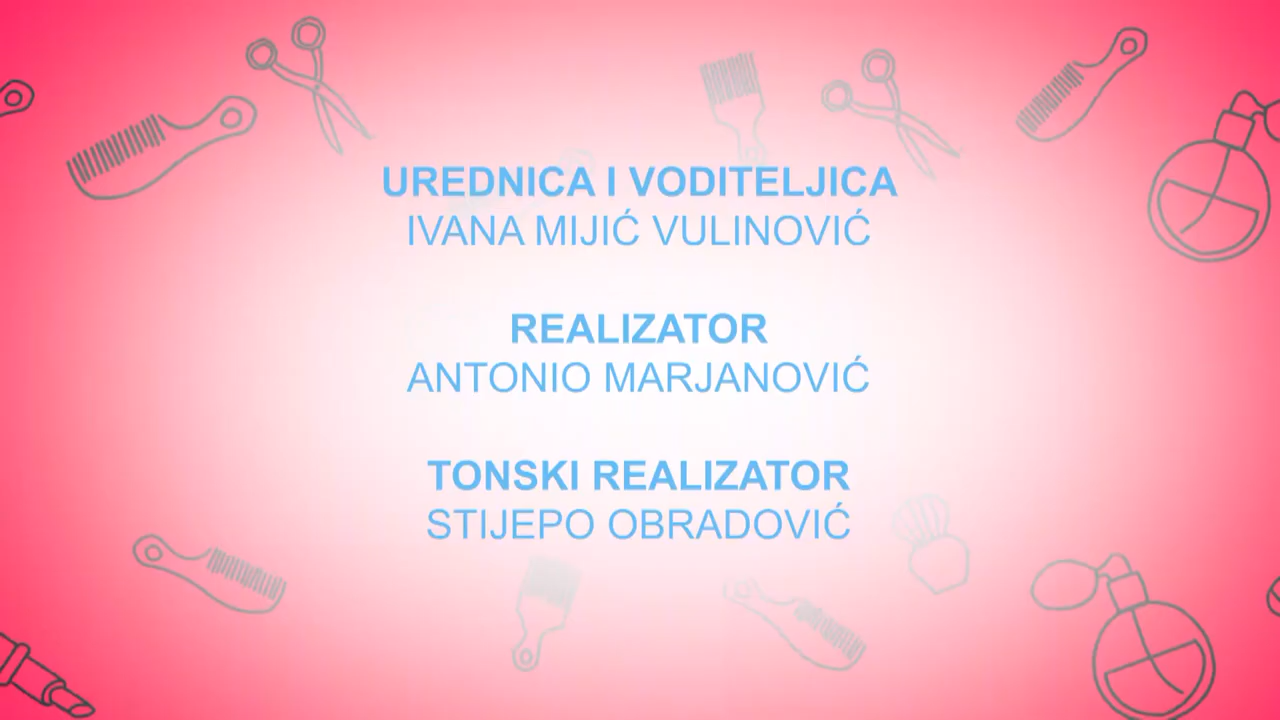 UREDNICA I VODITELJICA
IVANA MIJIĆ VULINOVIĆ
REALIZATOR
ANTONIO MARJANOVIĆ
TONSKI REALIZATOR
STIJEPO OBRADOVIĆ